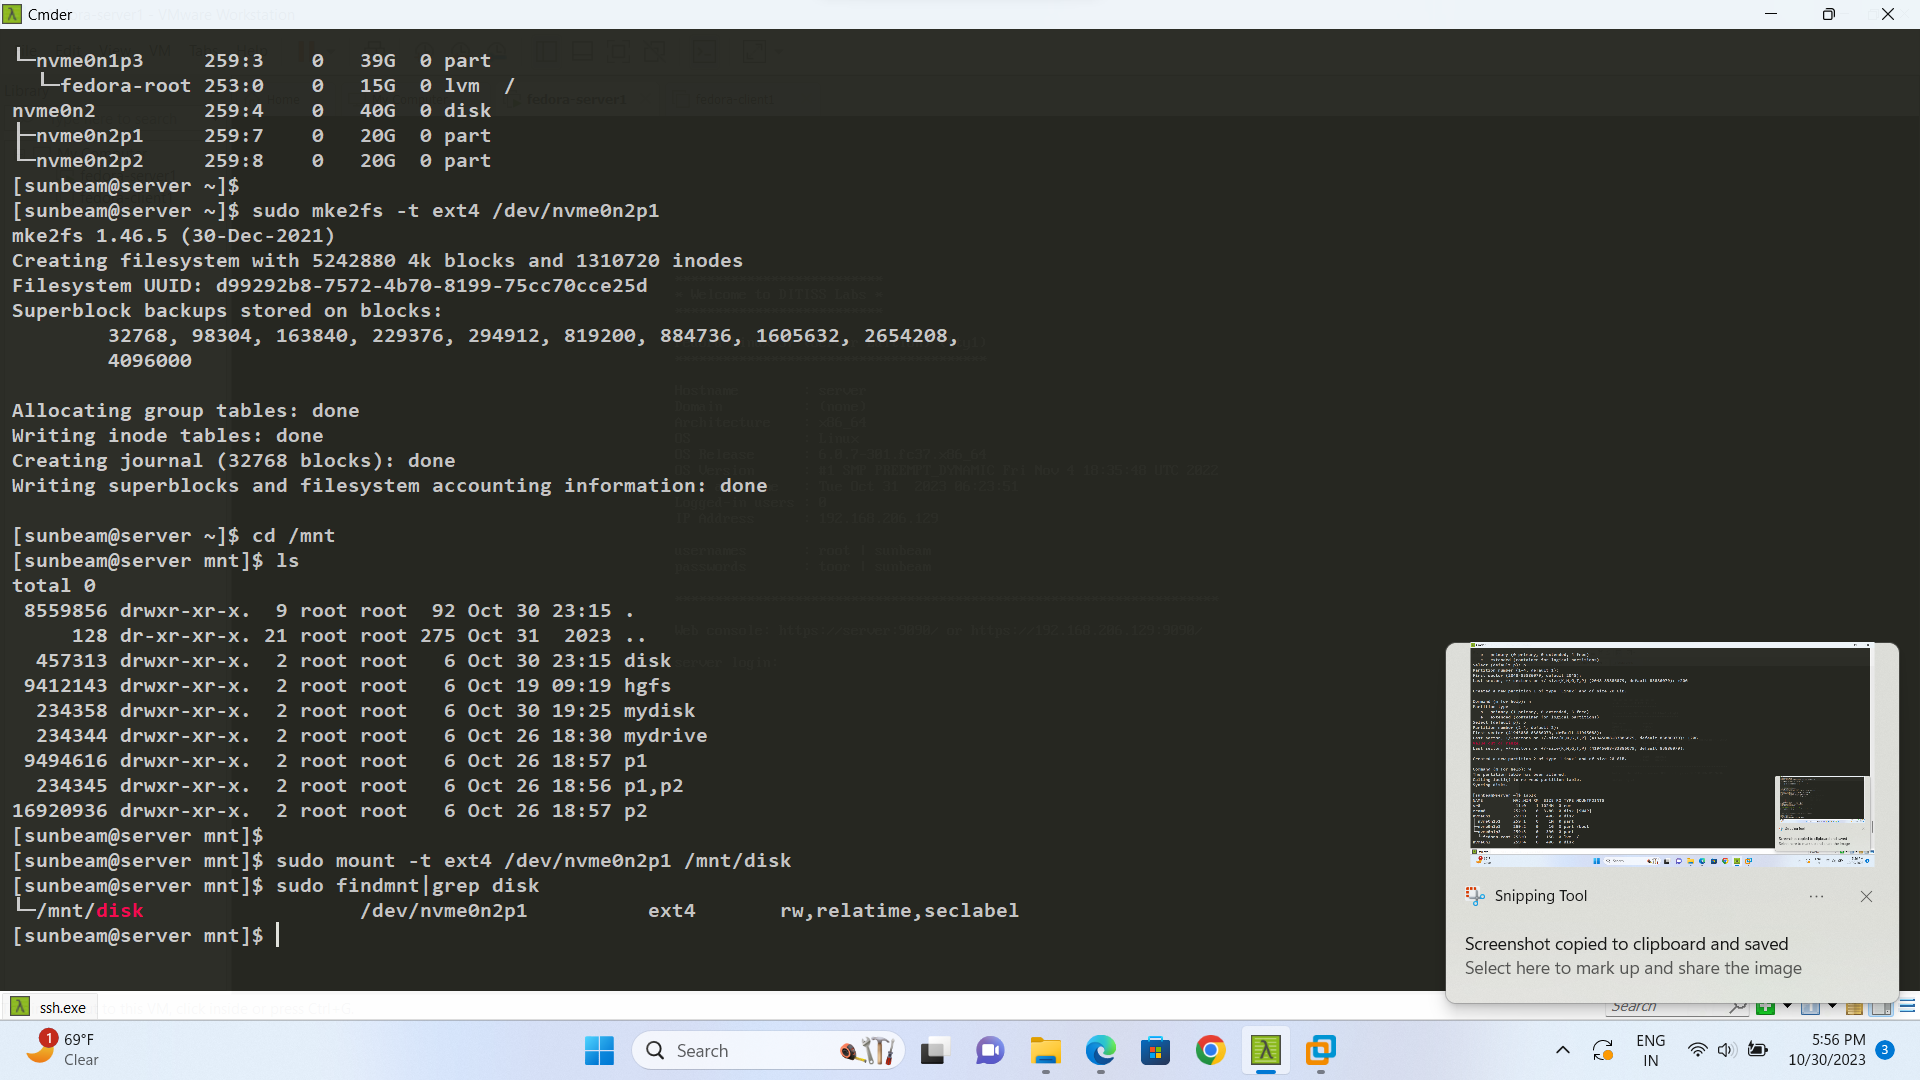 Cmder
└─nvme0n1p3     259:3    0   39G  0 part
  └─fedora-root 253:0    0   15G  0 lvm  /
nvme0n2         259:4    0   40G  0 disk
├─nvme0n2p1     259:7    0   20G  0 part
└─nvme0n2p2     259:8    0   20G  0 part
[sunbeam@server ~]$
[sunbeam@server ~]$ sudo mke2fs -t ext4 /dev/nvme0n2p1
mke2fs 1.46.5 (30-Dec-2021)
Creating filesystem with 5242880 4k blocks and 1310720 inodes
Filesystem UUID: d99292b8-7572-4b70-8199-75cc70cce25d
Superblock backups stored on blocks:
        32768, 98304, 163840, 229376, 294912, 819200, 884736, 1605632, 2654208,
        4096000
Allocating group tables: done
Writing inode tables: done
Creating journal (32768 blocks): done
Writing superblocks and filesystem accounting information: done
[sunbeam@server ~]$ cd /mnt
[sunbeam@server mnt]$ ls
total 0
 8559856 drwxr-xr-x.  9 root root  92 Oct 30 23:15 .
     128 dr-xr-xr-x. 21 root root 275 Oct 31  2023 ..
  457313 drwxr-xr-x.  2 root root   6 Oct 30 23:15 disk
 9412143 drwxr-xr-x.  2 root root   6 Oct 19 09:19 hgfs
  234358 drwxr-xr-x.  2 root root   6 Oct 30 19:25 mydisk
  234344 drwxr-xr-x.  2 root root   6 Oct 26 18:30 mydrive
 9494616 drwxr-xr-x.  2 root root   6 Oct 26 18:57 p1
  234345 drwxr-xr-x.  2 root root   6 Oct 26 18:56 p1,p2
16920936 drwxr-xr-x.  2 root root   6 Oct 26 18:57 p2
[sunbeam@server mnt]$
[sunbeam@server mnt]$ sudo mount -t ext4 /dev/nvme0n2p1 /mnt/disk
[sunbeam@server mnt]$ sudo findmnt|grep disk
└─/mnt/disk                  /dev/nvme0n2p1          ext4       rw,relatime,seclabel
[sunbeam@server mnt]$
Snipping Tool
Screenshot copied to clipboard and saved
Select here to mark up and share the image
ssh.exe
Search
1
69°F
Clear
Search
ENG
IN
5:56 PM
10/30/2023
3